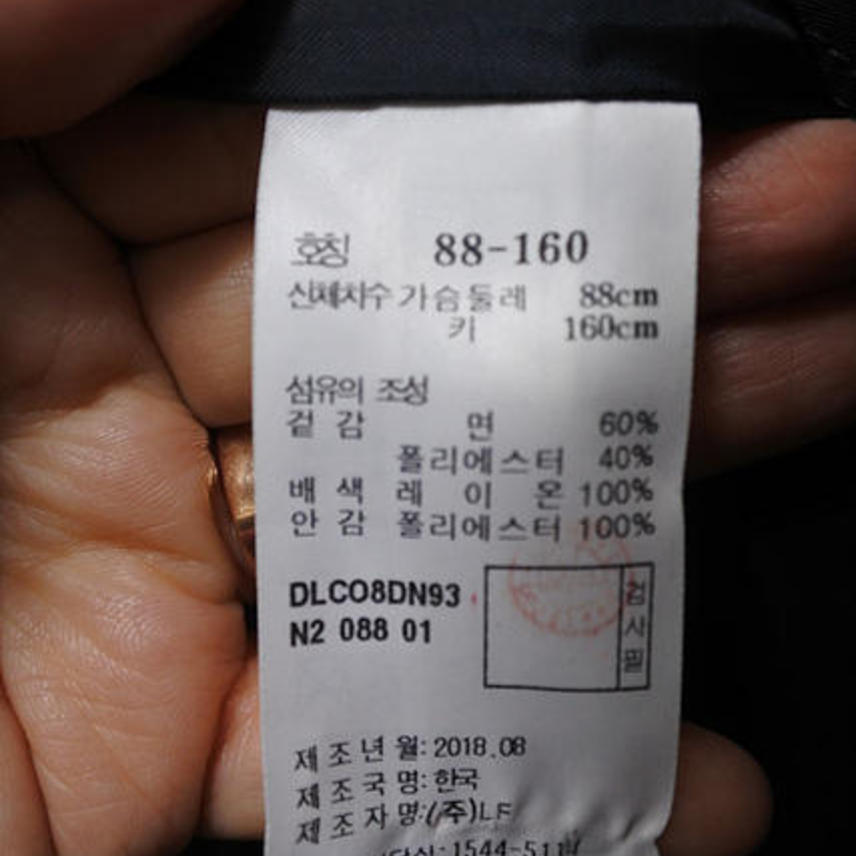 호칭 88-160
신체치수 가슴둘레 88cm
키 160cm
섬유의 조성
겉감 면 60%
폴리에스터 40%
배색 레이온 100%
안감 폴리에스터 100%
DLCO8DN93
N2 088 01
검사필
제조년월: 2018.08
제조국명: 한국
제조자명:(주)LF